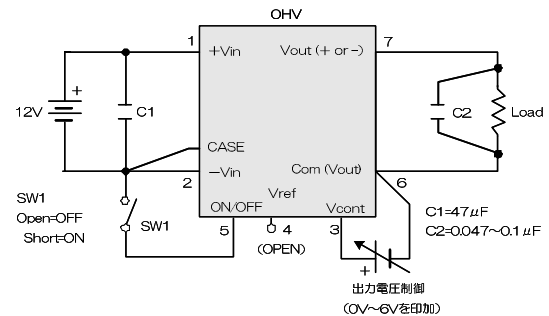 OHV
1
+Vin
Vout (+ or -)
7
12V
+
C1
C2
Load
CASE
−Vin
2
Com (Vout)
6
Vref
ON/OFF
Vcont
5
4
(OPEN)
3
SW1
Open=OFF
Short=ON
SW1
C1=47μF
C2=0.047～0.1μF
+
出力電圧制御
(0V～6Vを印加)